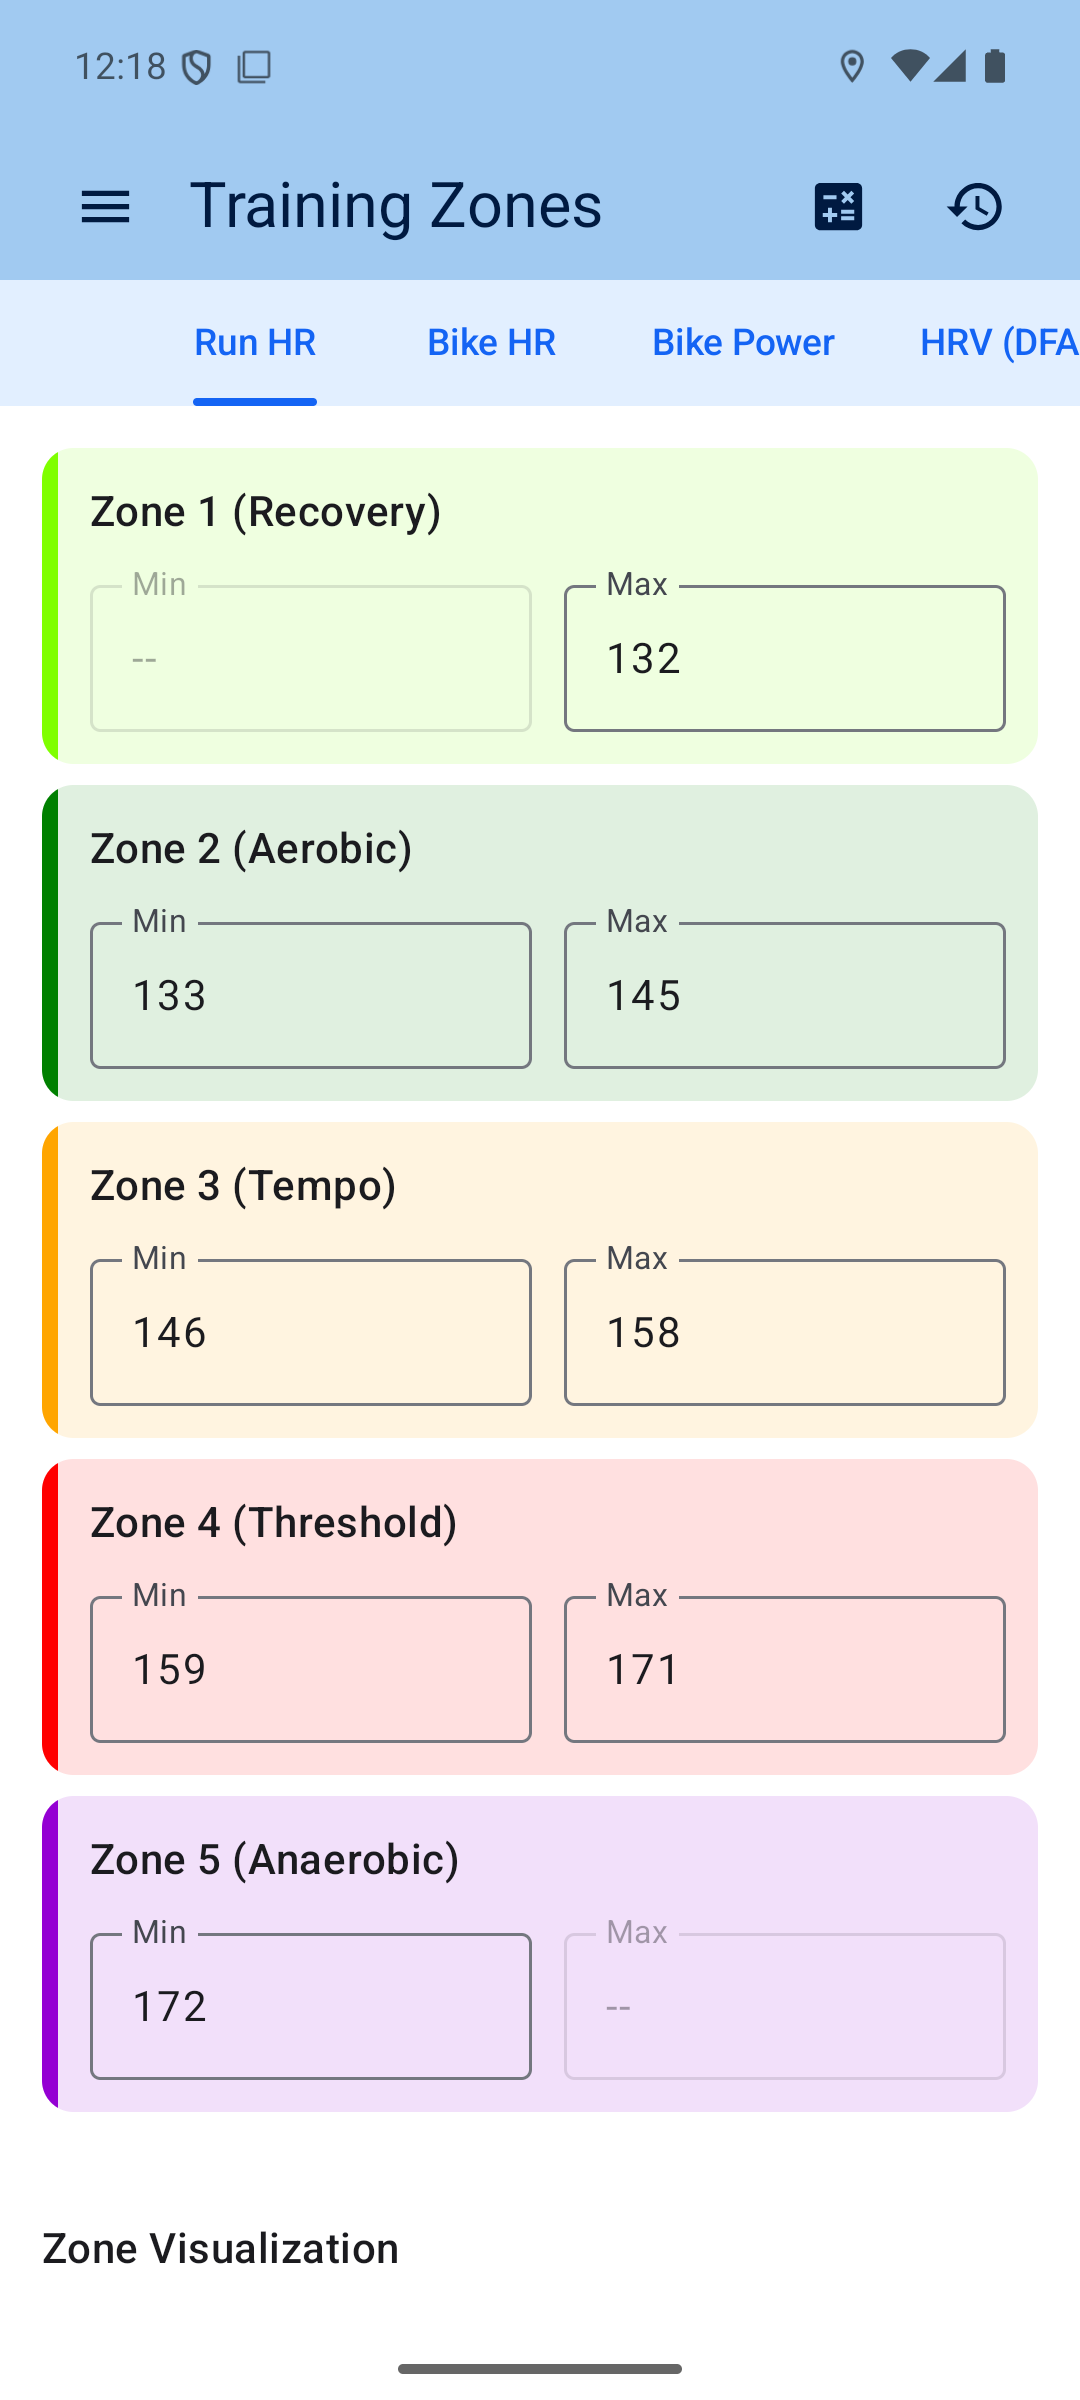 12:18
Training Zones
Run HR Bike HR Bike Power HRV (DFA
Zone 1 (Recovery)
Min Max
-- 132
Zone 2 (Aerobic)
Min Max
133 145
Zone 3 (Tempo)
Min Max
146 158
Zone 4 (Threshold)
Min Max
159 171
Zone 5 (Anaerobic)
Min Max
172 --
Zone Visualization